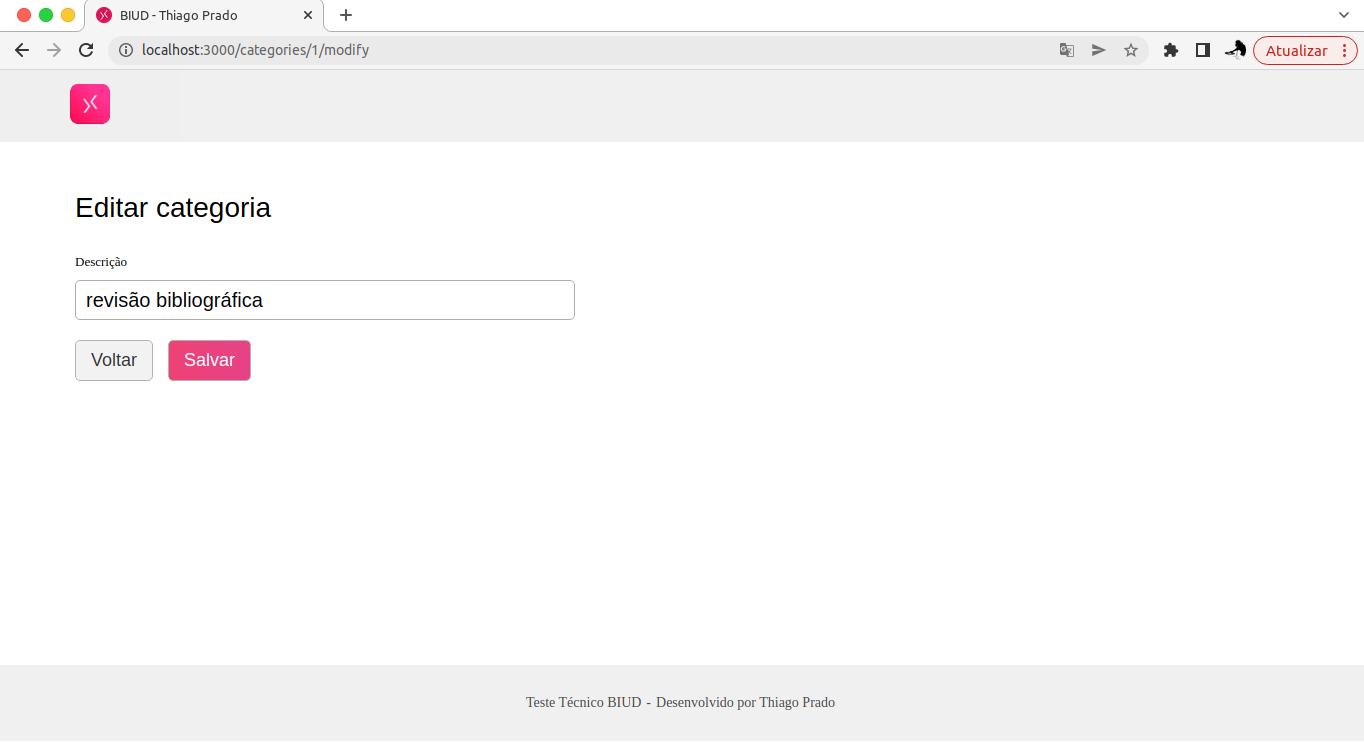 BIUD - Thiago Prado
localhost:3000/categories/1/modify
Atualizar
Editar categoria
Descrição
revisão bibliográfica
Voltar Salvar
Teste Técnico BIUD - Desenvolvido por Thiago Prado